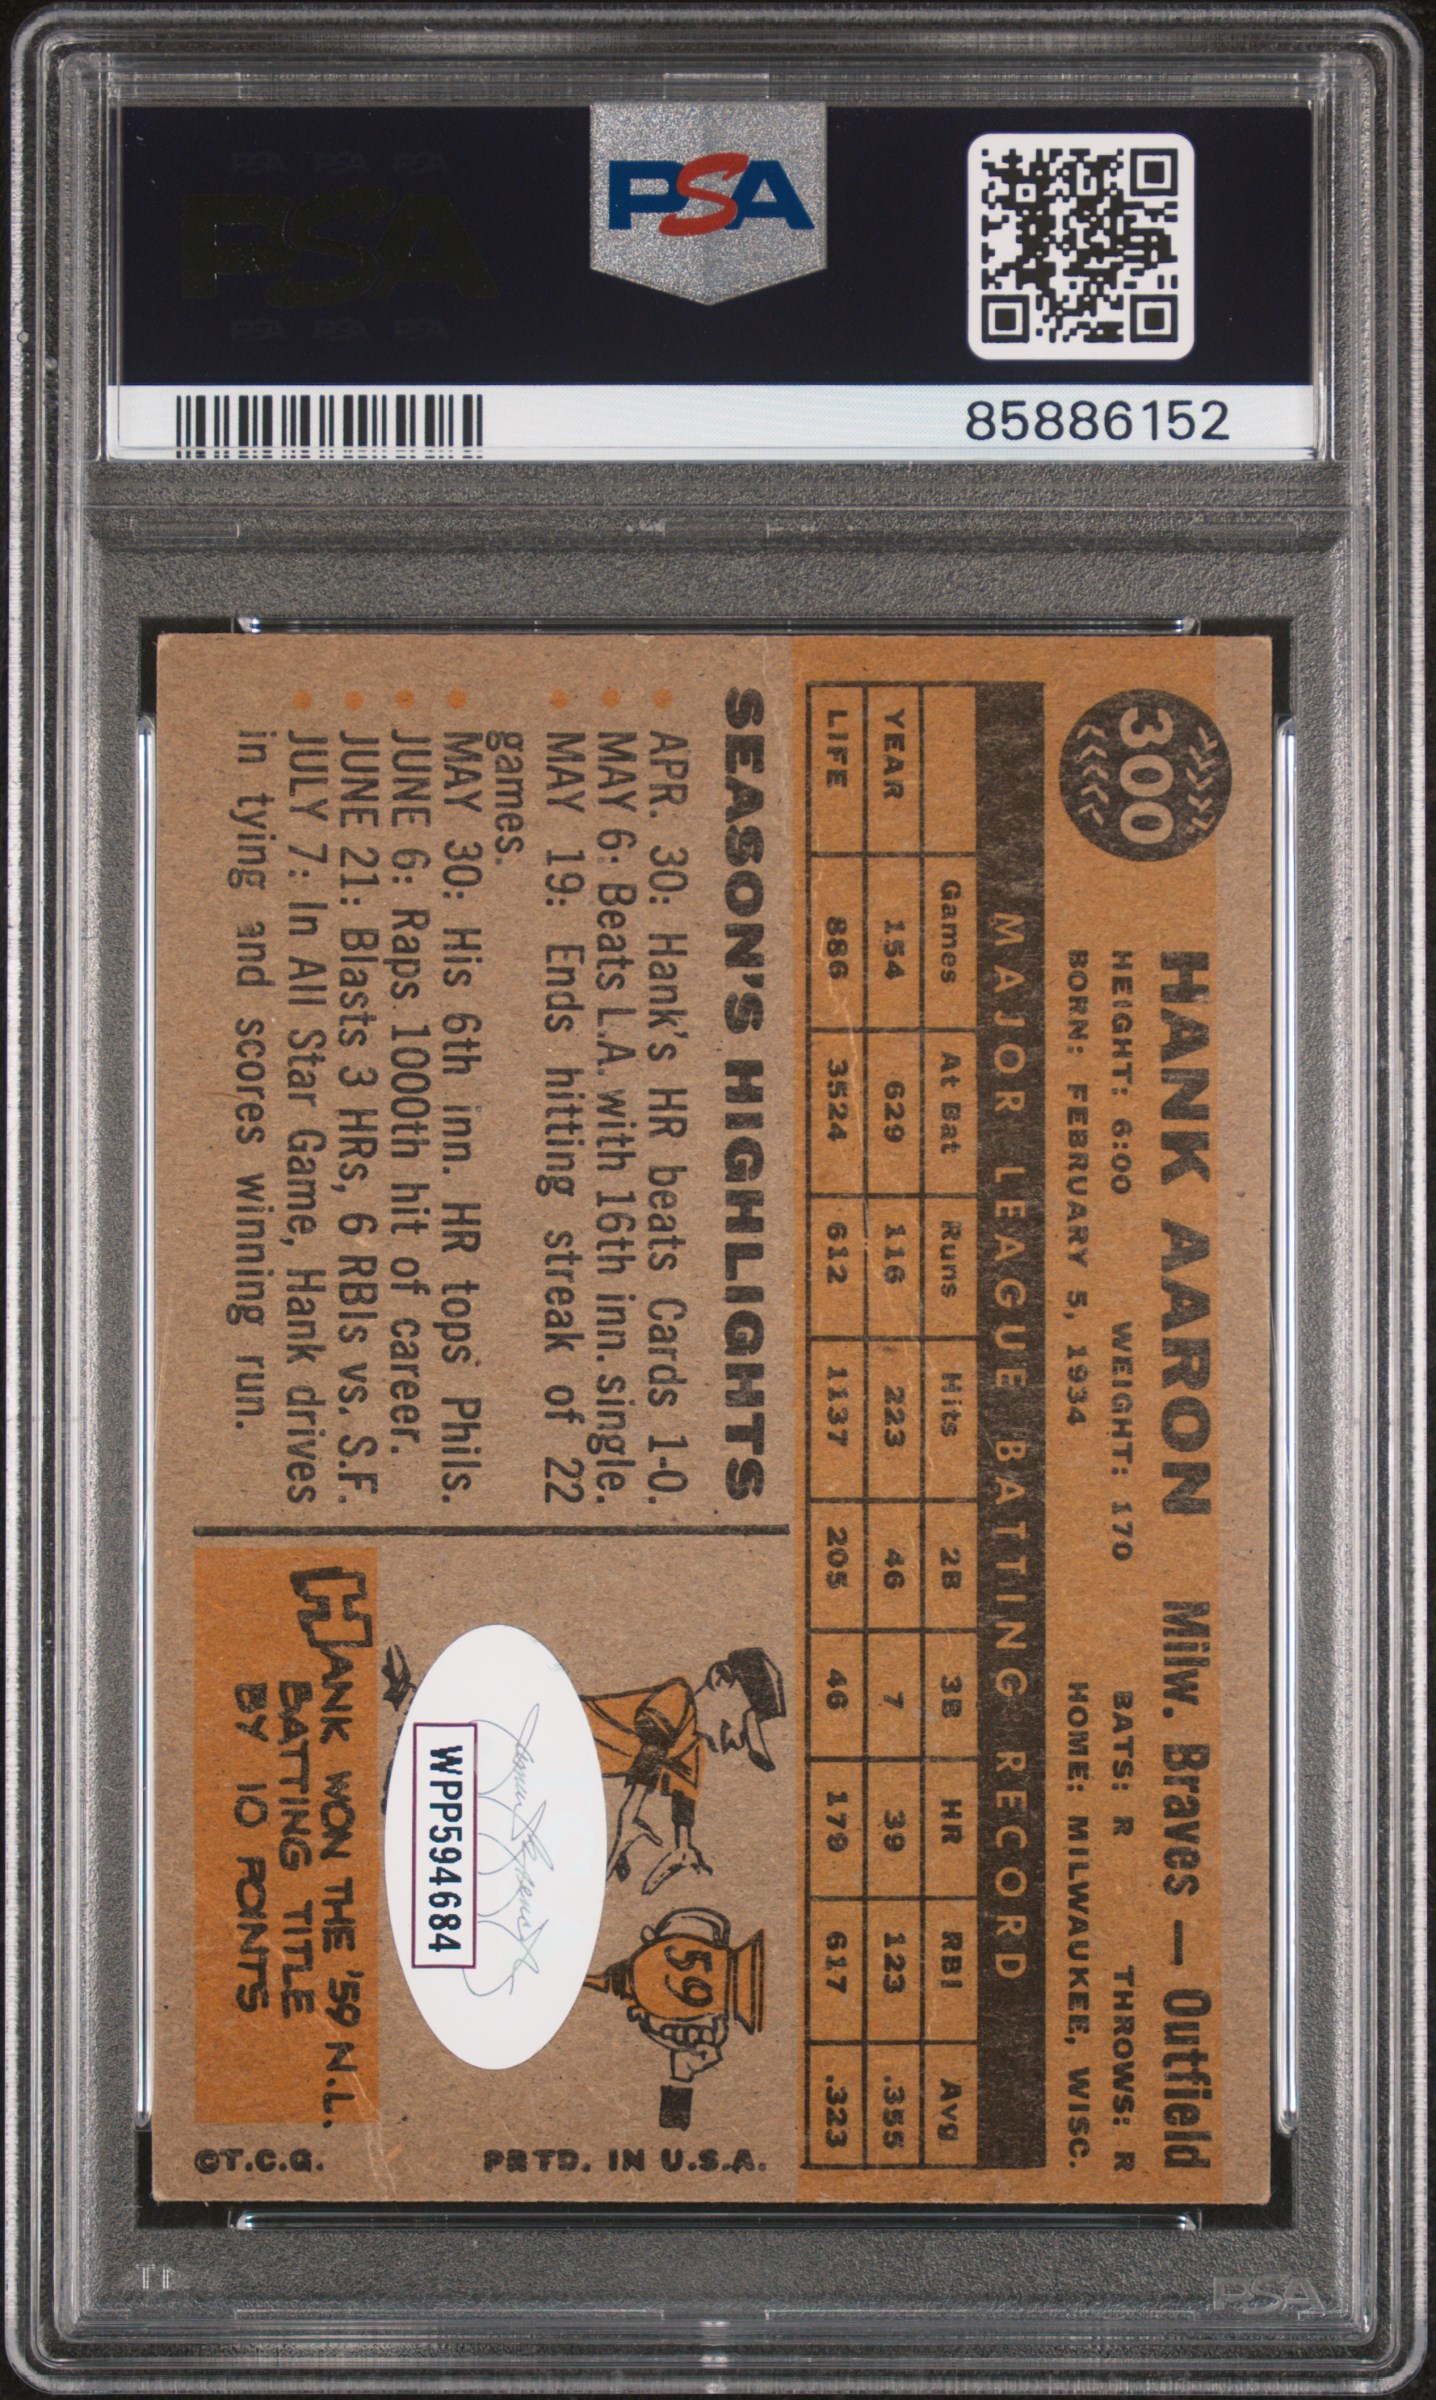 PSA
85886152
300
HANK AARON Milw. Braves — Outfield
HEIGHT: 6:00 WEIGHT: 170 BATS: R THROWS: R
BORN: FEBRUARY 5, 1934 HOME: MILWAUKEE, WISC.
MAJOR LEAGUE BATTING RECORD
Games At Bat Runs Hits 2B 3B HR RBI Avg
YEAR 154 629 116 223 46 7 39 123 .355
LIFE 886 3524 612 1137 205 46 179 617 .323
SEASON'S HIGHLIGHTS
APR. 30: Hank's HR beats Cards 1-0.
MAY 6: Beats L.A. with 16th inn. single.
MAY 19: Ends hitting streak of 22
games.
MAY 30: His 6th inn. HR tops Phils.
JUNE 6: Raps 1000th hit of career.
JUNE 21: Blasts 3 HRs, 6 RBIs vs. S.F.
JULY 7: In All Star Game, Hank drives
in tying and scores winning run.
59
WPP594684
HANK WON THE '59 N.L.
BATTING TITLE
BY 10 POINTS
©T.C.G. PRTD. IN U.S.A.
PSA